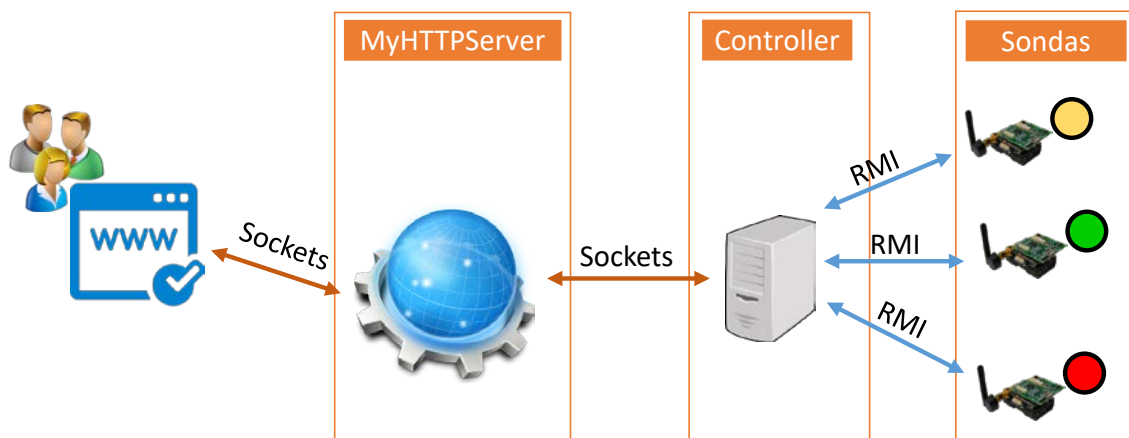 MyHTTPServer
Controller
Sondas
WWW
Sockets
Sockets
RMI
RMI
RMI